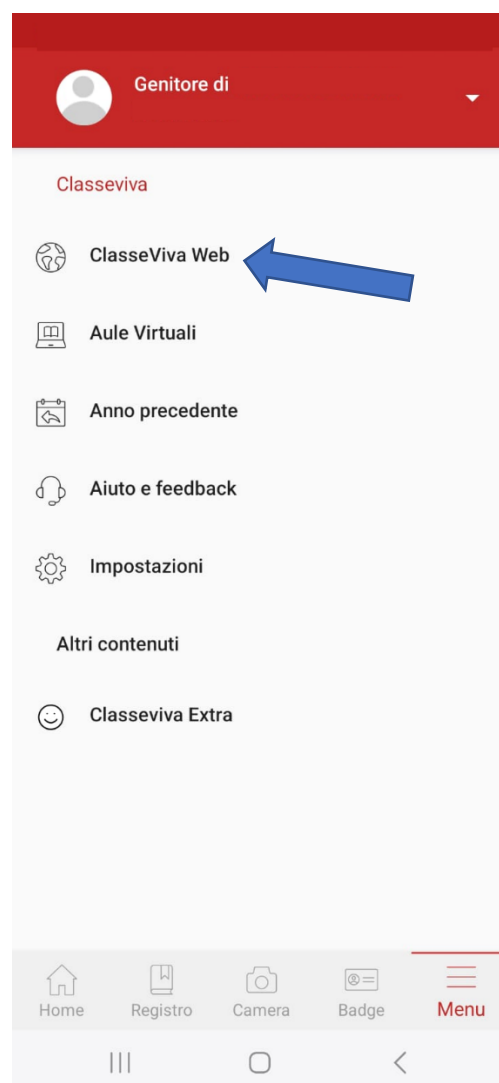 Genitore di
Classeviva
ClasseViva Web
Aule Virtuali
Anno precedente
Aiuto e feedback
Impostazioni
Altri contenuti
Classeviva Extra
Home Registro Camera Badge Menu